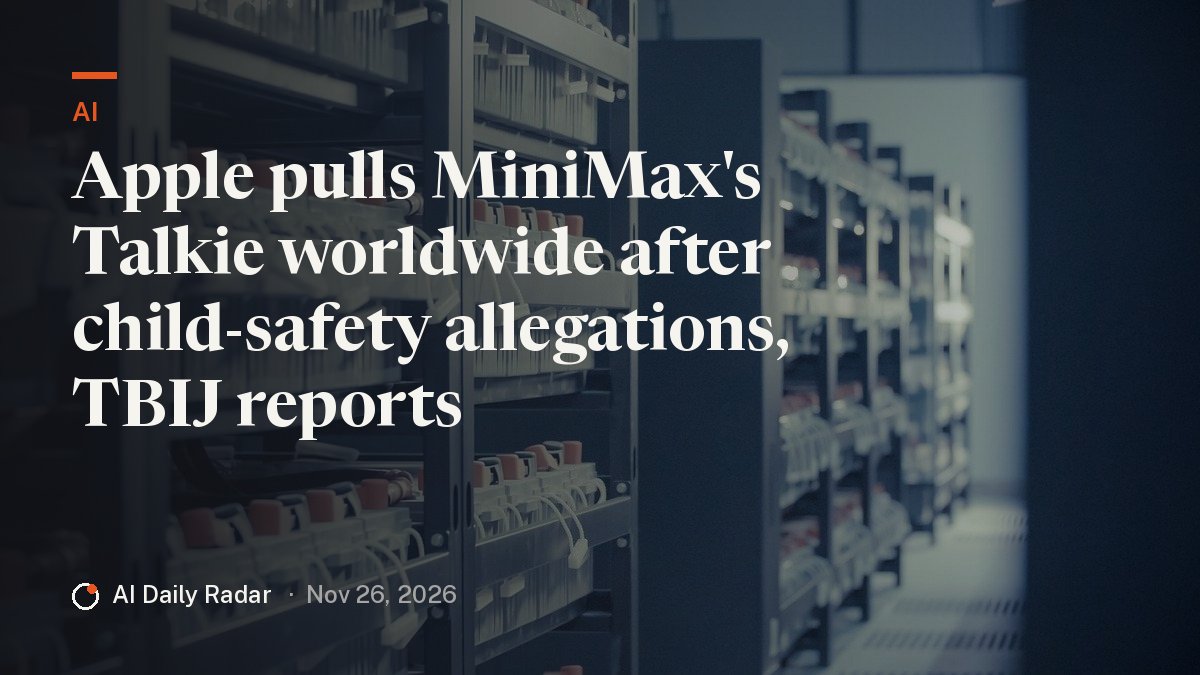 AI
Apple pulls MiniMax's
Talkie worldwide after
child-safety allegations,
TBIJ reports
AI Daily Radar · Nov 26, 2026